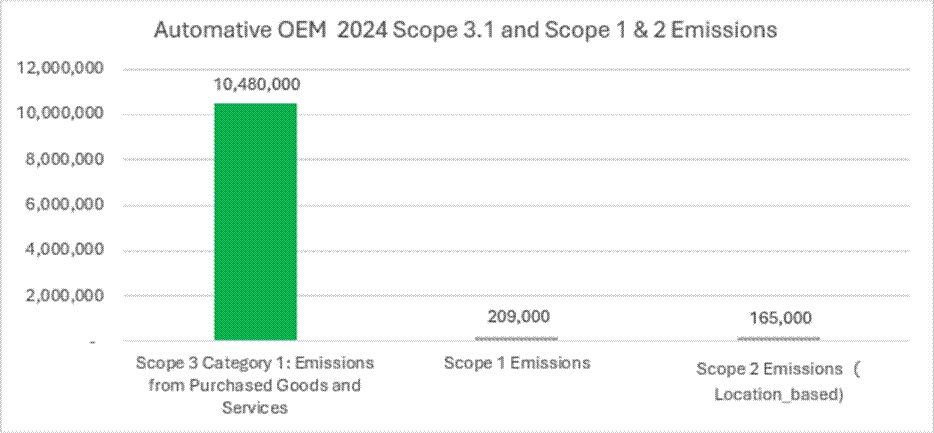 Automative OEM 2024 Scope 3.1 and Scope 1 & 2 Emissions
12,000,000
10,000,000
8,000,000
6,000,000
4,000,000
2,000,000
-
10,480,000
209,000
165,000
Scope 3 Category 1: Emissions
from Purchased Goods and
Services
Scope 1 Emissions
Scope 2 Emissions (
Location_based)